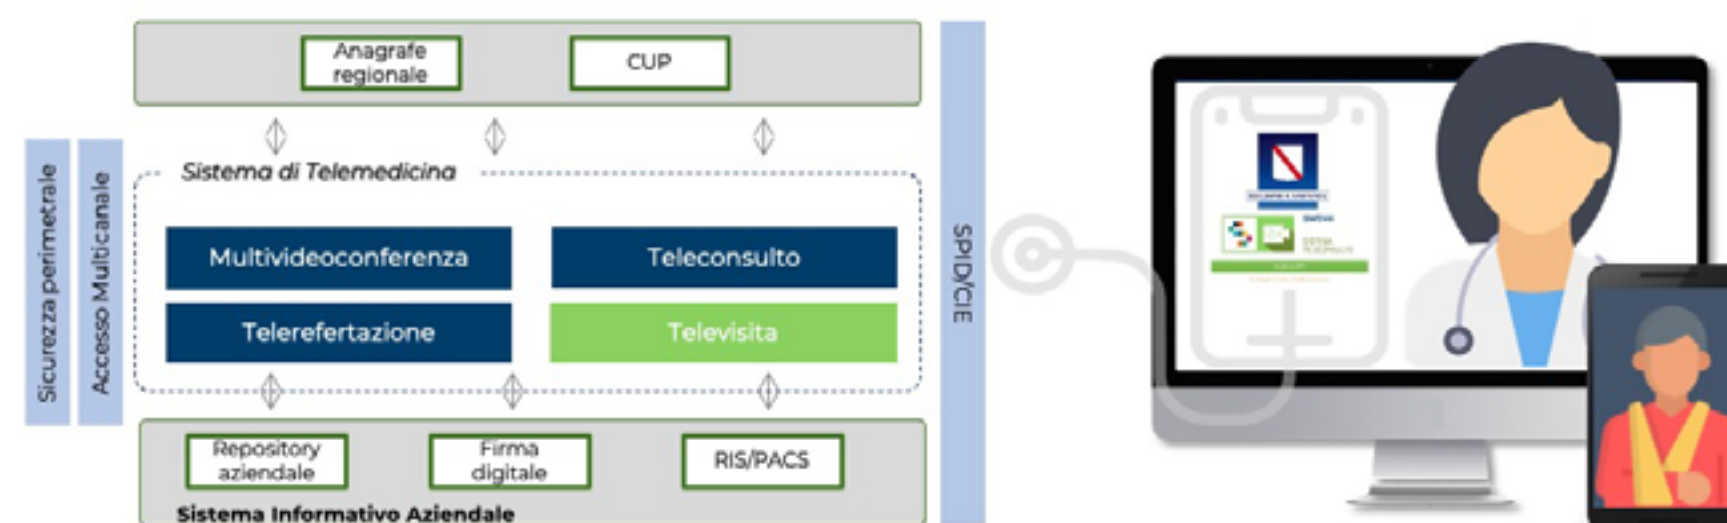 Anagrafe
regionale
CUP
Sicurezza perimetrale
Accesso Multicanale
Sistema di Telemedicina
Multivideoconferenza
Teleconsulto
Telerefertazione
Televisita
SPID/CIE
Repository
aziendale
Firma
digitale
RIS/PACS
Sistema Informativo Aziendale